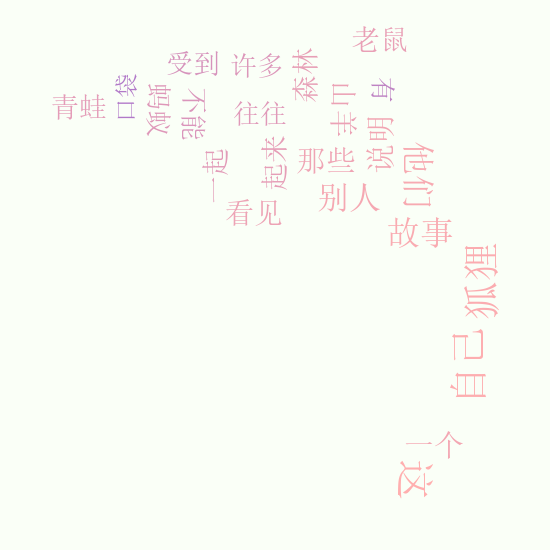 老鼠
受到
许多
森林
口袋
有
青蛙
蚂蚁
不能
往往
山羊
说明
一起
起来
那些
他们
别人
看见
故事
狐狸
自己
一个
这